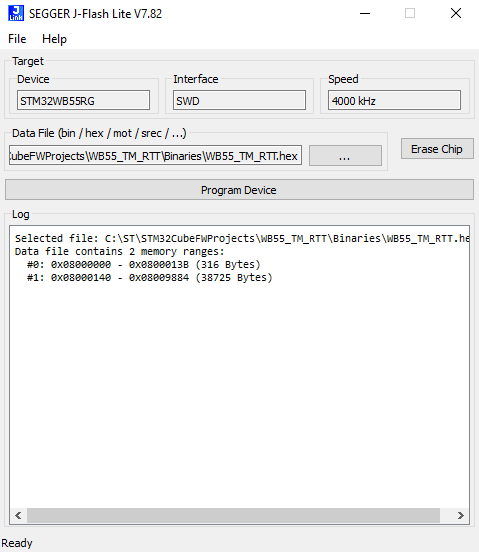 SEGGER J-Flash Lite V7.82
File Help
Target
Device Interface Speed
STM32WB55RG SWD 4000 kHz
Data File (bin / hex / mot / srec / ...)
CubeFWProjects\WB55_TM_RTT\Binaries\WB55_TM_RTT.hex ... Erase Chip
Program Device
Log
Selected file: C:\ST\STM32CubeFWProjects\WB55_TM_RTT\Binaries\WB55_TM_RTT.he
Data file contains 2 memory ranges:
#0: 0x08000000 - 0x0800013B (316 Bytes)
#1: 0x08000140 - 0x08009884 (38725 Bytes)
Ready